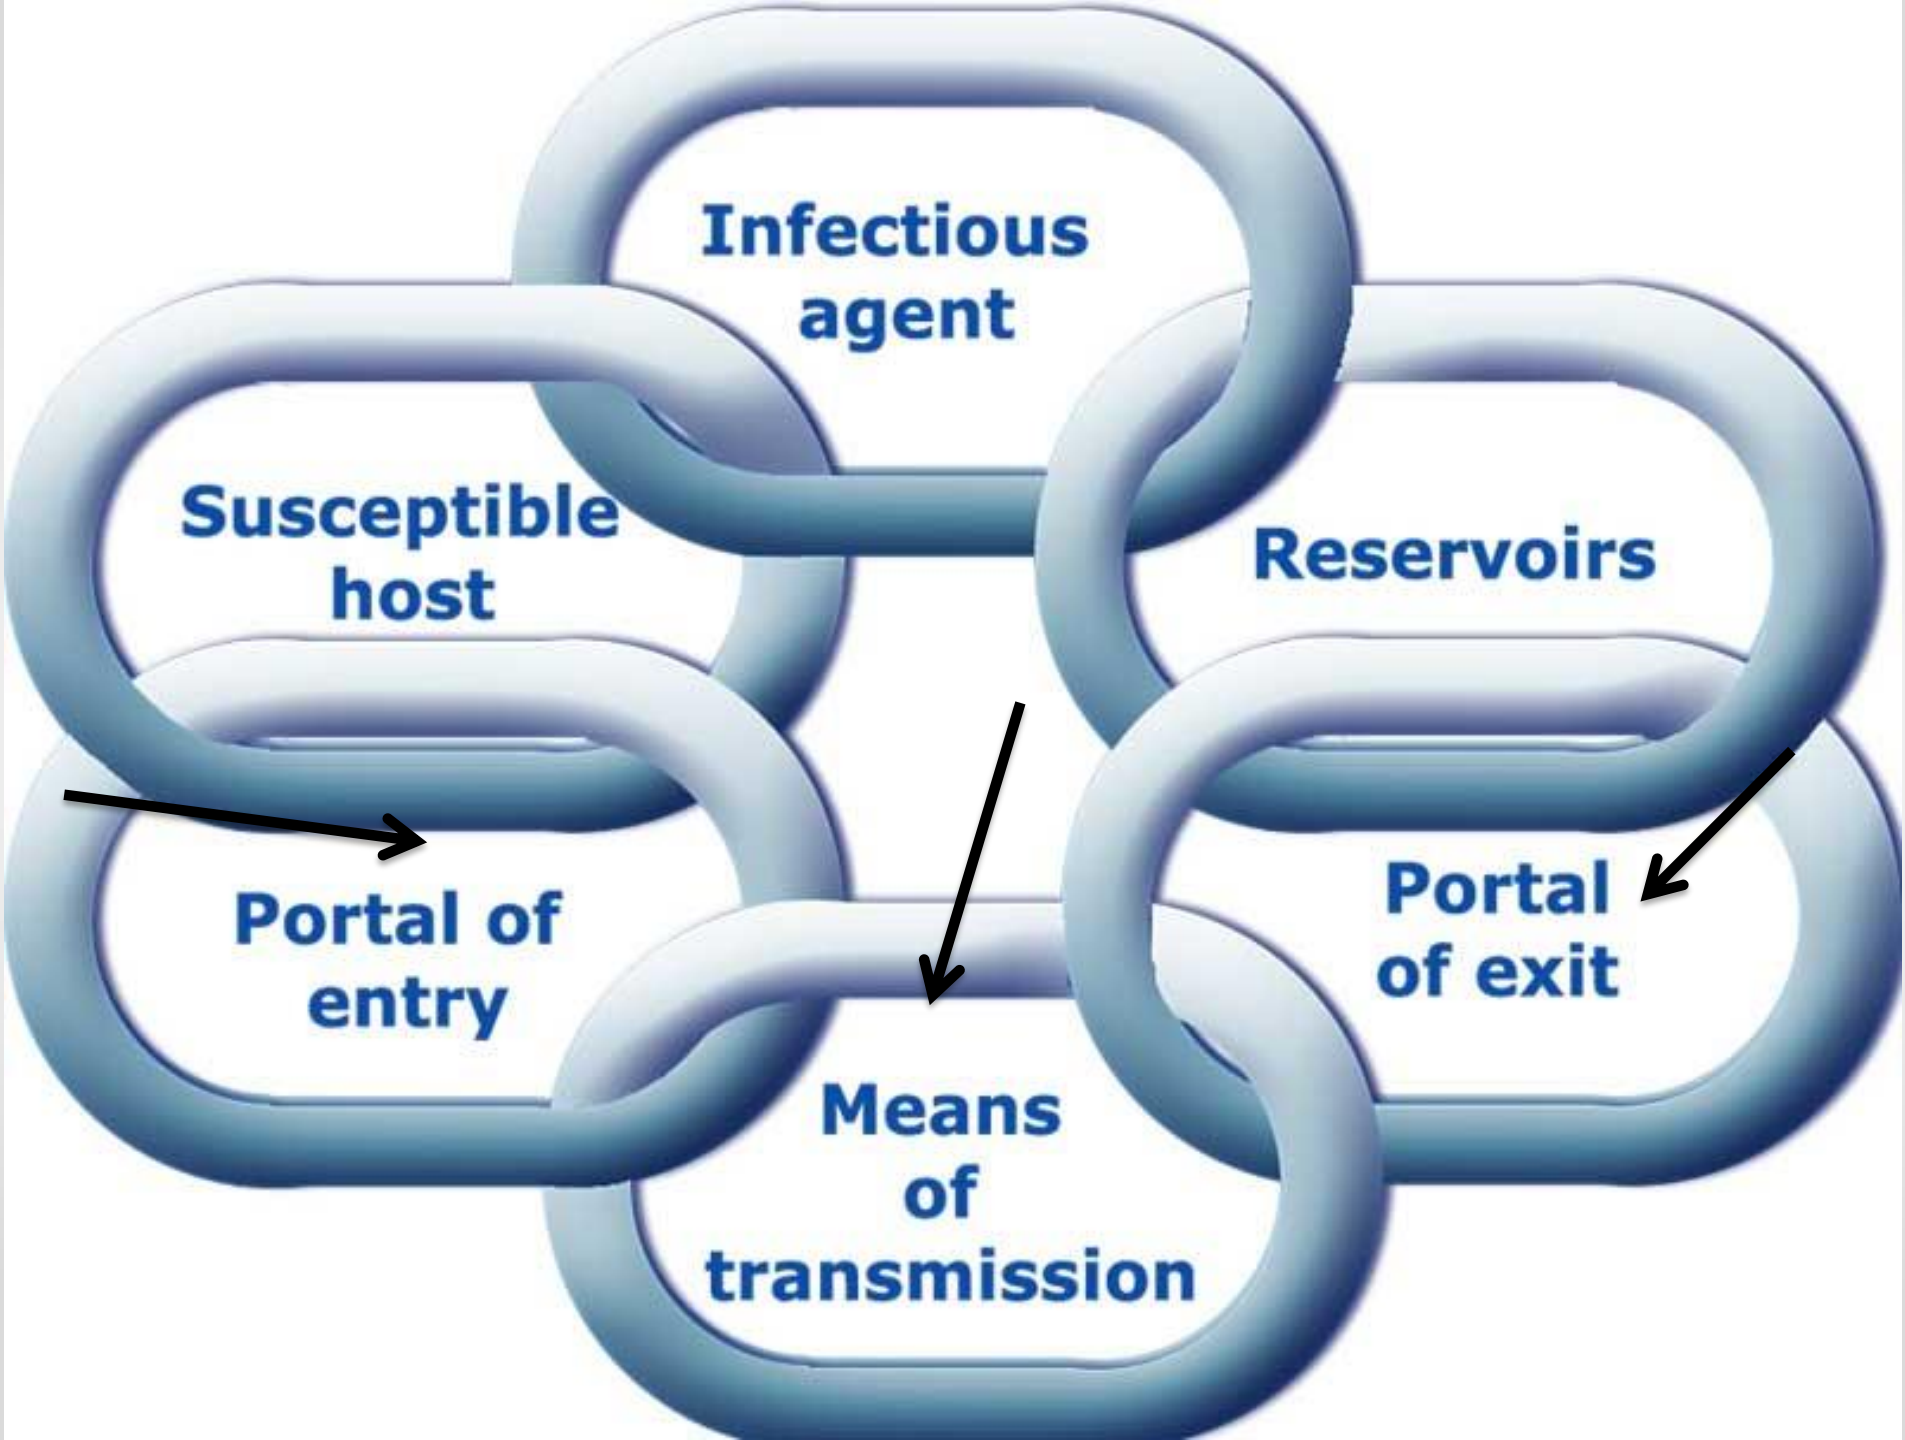 Infectious
agent
Susceptible
host
Reservoirs
Portal of
entry
Portal
of exit
Means
of
transmission